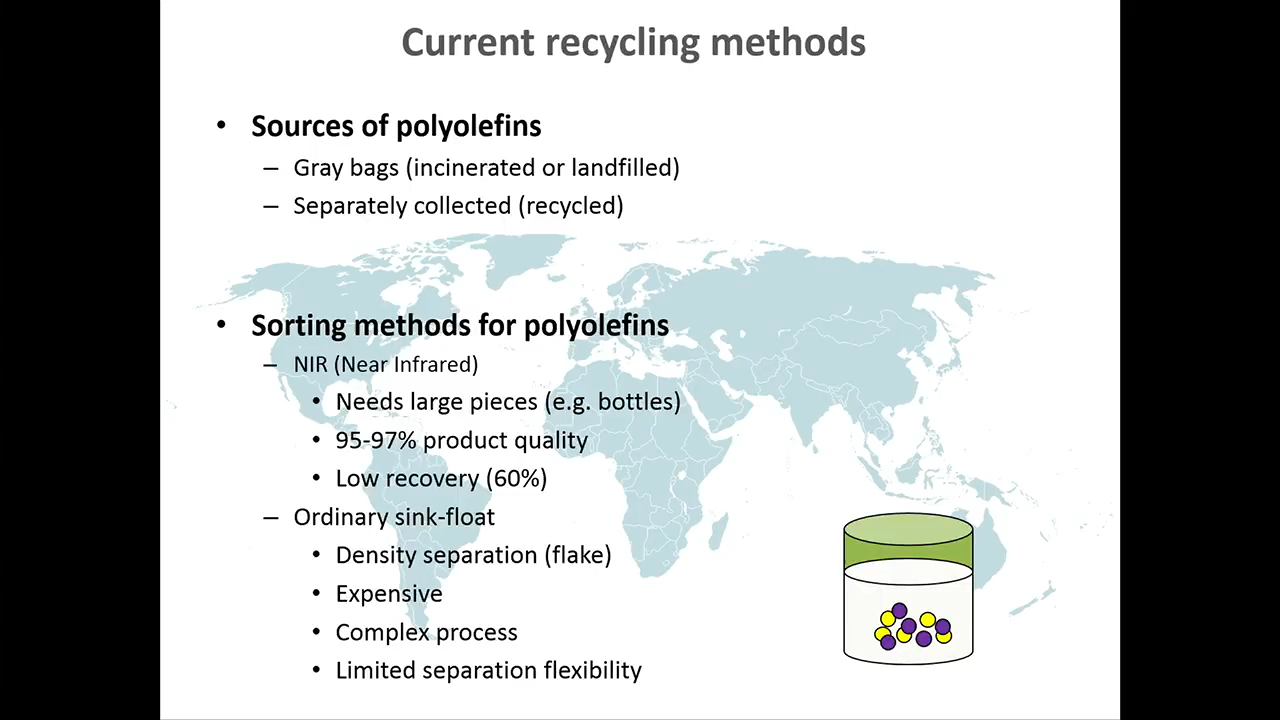 Current recycling methods
• Sources of polyolefins
– Gray bags (incinerated or landfilled)
– Separately collected (recycled)
• Sorting methods for polyolefins
– NIR (Near Infrared)
• Needs large pieces (e.g. bottles)
• 95-97% product quality
• Low recovery (60%)
– Ordinary sink-float
• Density separation (flake)
• Expensive
• Complex process
• Limited separation flexibility